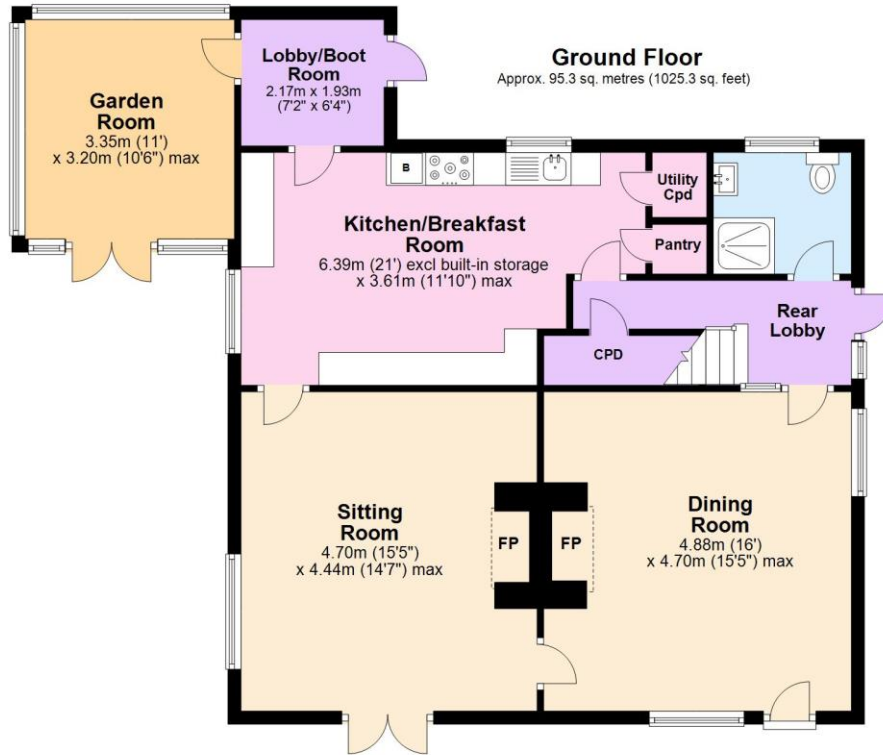 Ground Floor
Approx. 95.3 sq. metres (1025.3 sq. feet)
Garden
Room
3.35m (11')
x 3.20m (10'6") max
Lobby/Boot
Room
2.17m x 1.93m
(7'2" x 6'4")
B
Kitchen/Breakfast
Room
6.39m (21') excl built-in storage
x 3.61m (11'10") max
Utility
Cpd
Pantry
Rear
Lobby
CPD
Sitting
Room
4.70m (15'5")
x 4.44m (14'7") max
FP
FP
Dining
Room
4.88m (16')
x 4.70m (15'5") max